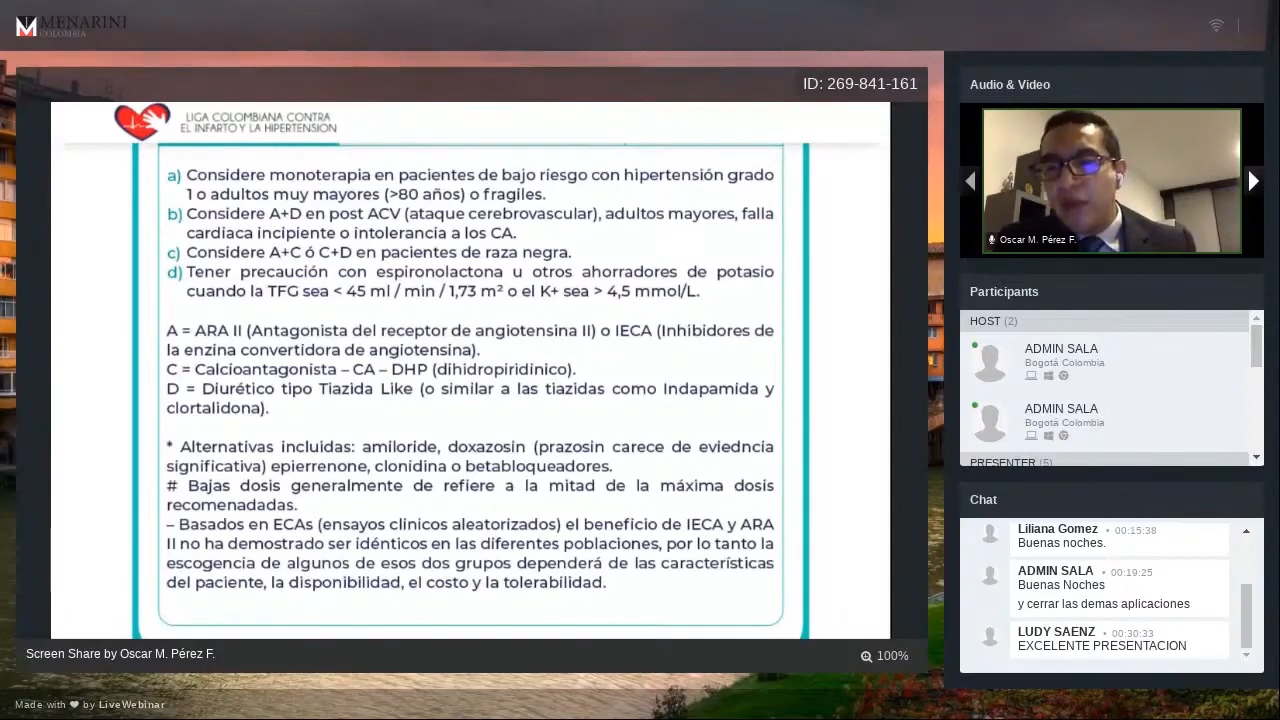 MENARINI
COLOMBIA
ID: 269-841-161
LIGA COLOMBIANA CONTRA
EL INFARTO Y LA HIPERTENSION
a) Considere monoterapia en pacientes de bajo riesgo con hipertensión grado
1 o adultos muy mayores (>80 años) o fragiles.
b) Considere A+D en post ACV (ataque cerebrovascular), adultos mayores, falla
cardiaca incipiente o intolerancia a los CA.
c) Considere A+C ó C+D en pacientes de raza negra.
d) Tener precaución con espironolactona u otros ahorradores de potasio
cuando la TFG sea < 45 ml / min / 1,73 m² o el K+ sea > 4,5 mmol/L.
A = ARA II (Antagonista del receptor de angiotensina II) o IECA (Inhibidores de
la enzina convertidora de angiotensina).
C = Calcioantagonista – CA – DHP (dihidropiridinico).
D = Diurético tipo Tiazida Like (o similar a las tiazidas como Indapamida y
clortalidona).
* Alternativas incluidas: amiloride, doxazosin (prazosin carece de eviedncia
significativa) epierrenone, clonidina o betabloqueadores.
# Bajas dosis generalmente de refiere a la mitad de la máxima dosis
recomenadadas.
– Basados en ECAs (ensayos clinicos aleatorizados) el beneficio de IECA y ARA
II no ha demostrado ser idénticos en las diferentes poblaciones, por lo tanto la
escogencia de algunos de esos dos grupos dependerá de las características
del paciente, la disponibilidad, el costo y la tolerabilidad.
Screen Share by Oscar M. Pérez F.
100%
Made with ❤ by LiveWebinar
Audio & Video
Oscar M. Pérez F.
Participants
HOST (2)
ADMIN SALA
Bogotá Colombia
ADMIN SALA
Bogotá Colombia
PRESENTER (5)
Chat
Liliana Gomez • 00:15:38
Buenas noches.
ADMIN SALA • 00:19:25
Buenas Noches
y cerrar las demas aplicaciones
LUDY SAENZ • 00:30:33
EXCELENTE PRESENTACION